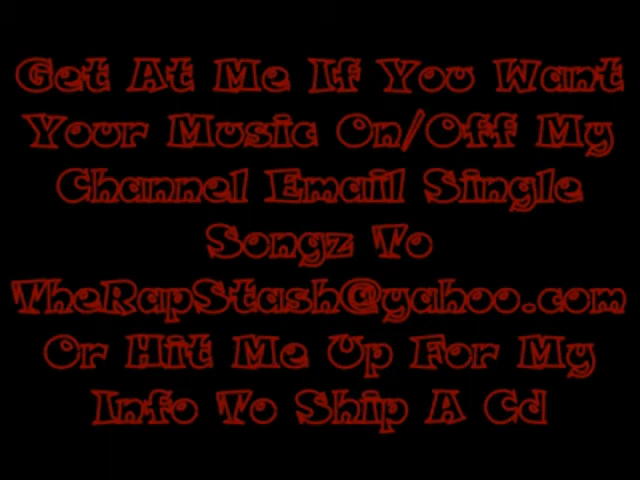 Get At Me If You Want
Your Music On/Off My
Channel Email Single
Songz To
TheRapStash@yahoo.com
Or Hit Me Up For My
Info To Ship A Cd